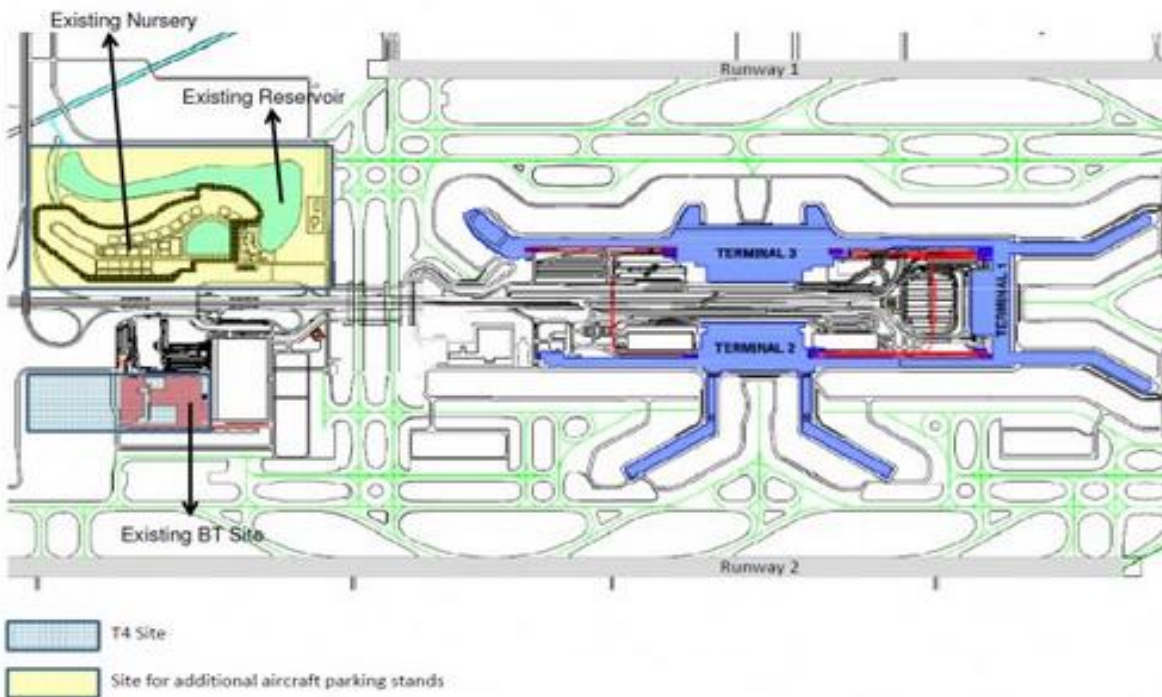 Existing Nursery
Runway 1
Existing Reservoir
TERMINAL 3
TERMINAL 1
TERMINAL 2
Existing BT Site
Runway 2
T4 Site
Site for additional aircraft parking stands